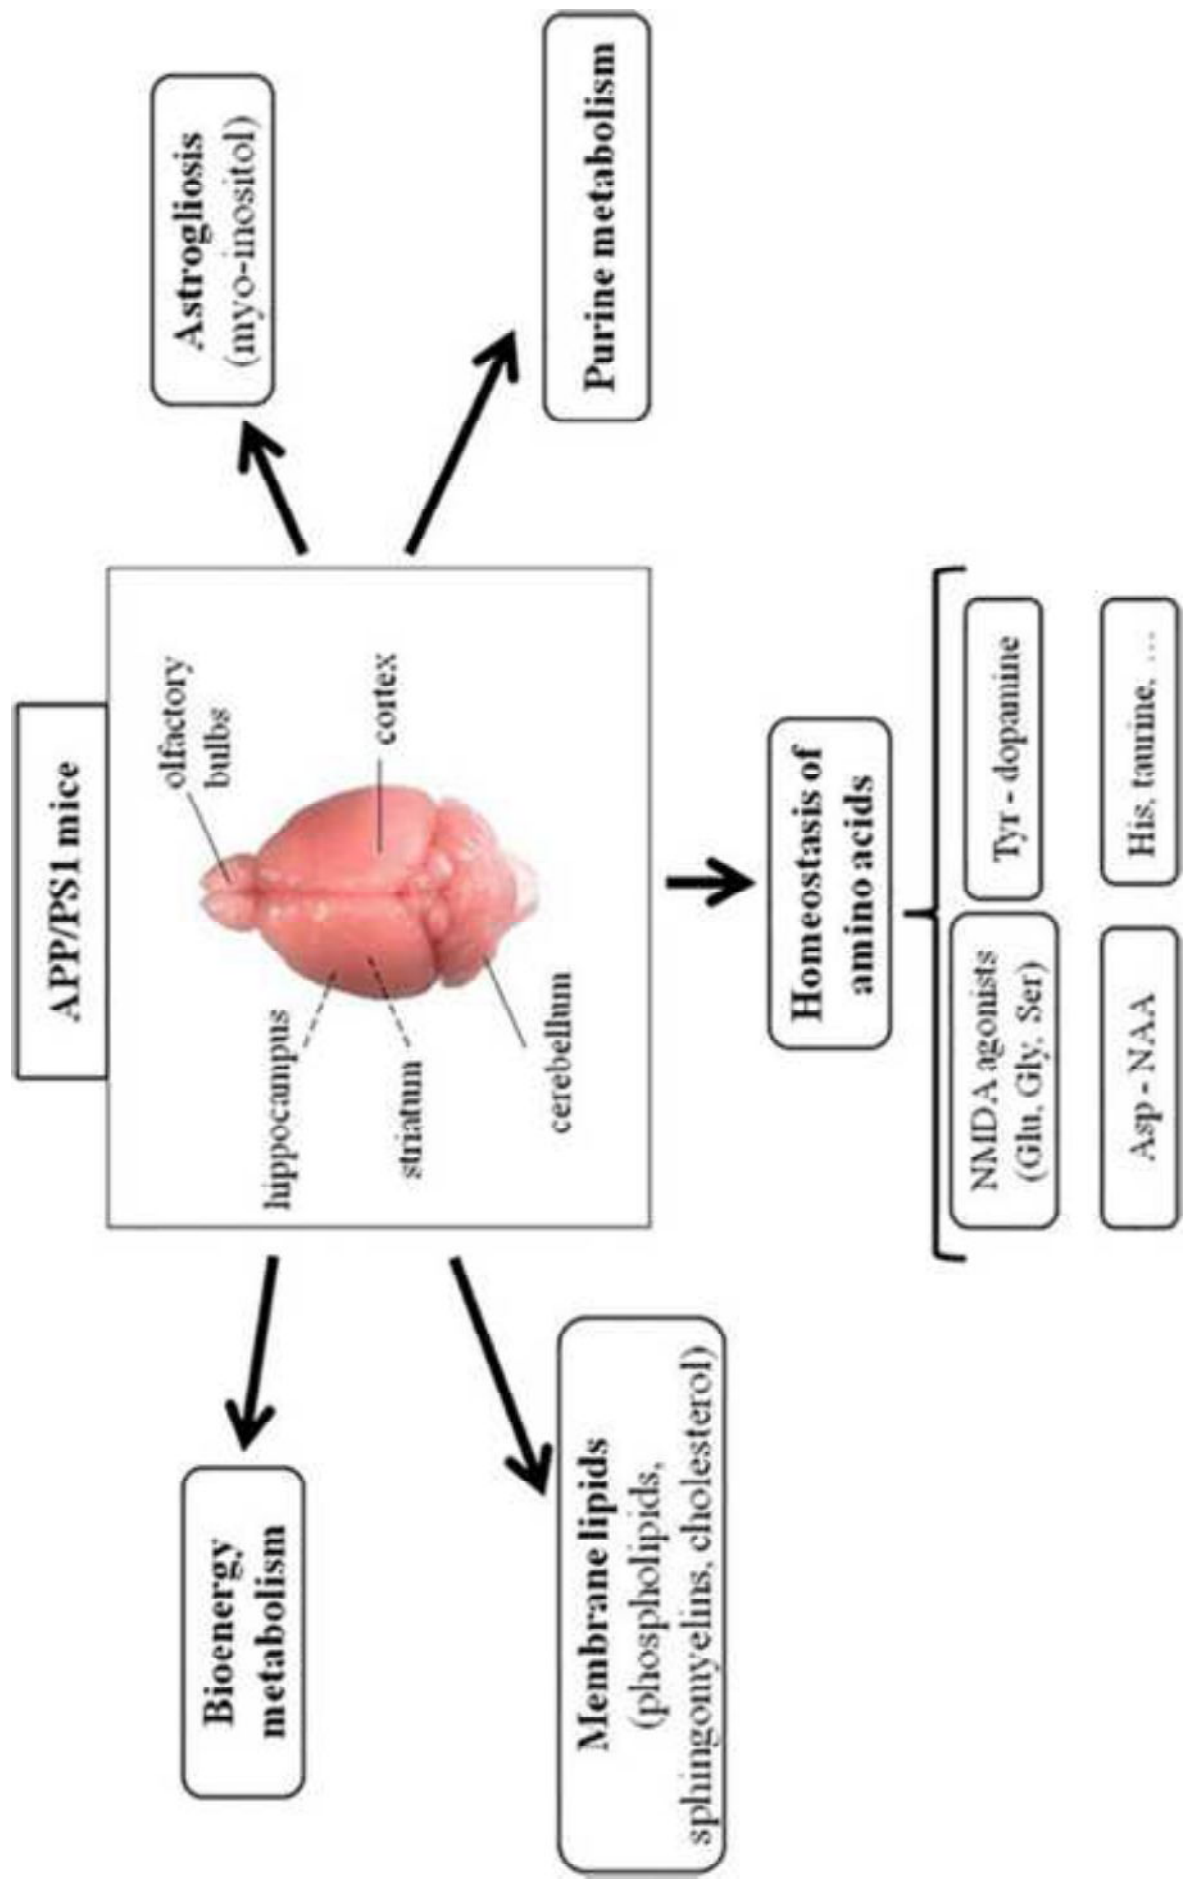 APP/PS1 mice
olfactory
bulbs
hippocampus
cortex
striatum
cerebellum
Bioenergy
metabolism
Astrogliosis
(myo-inositol)
Membrane lipids
(phospholipids,
sphingomyelins, cholesterol)
Purine metabolism
Homeostasis of
amino acids
NMDA agonists
(Glu, Gly, Ser)
Tyr - dopamine
Asp - NAA
His, taurine, …